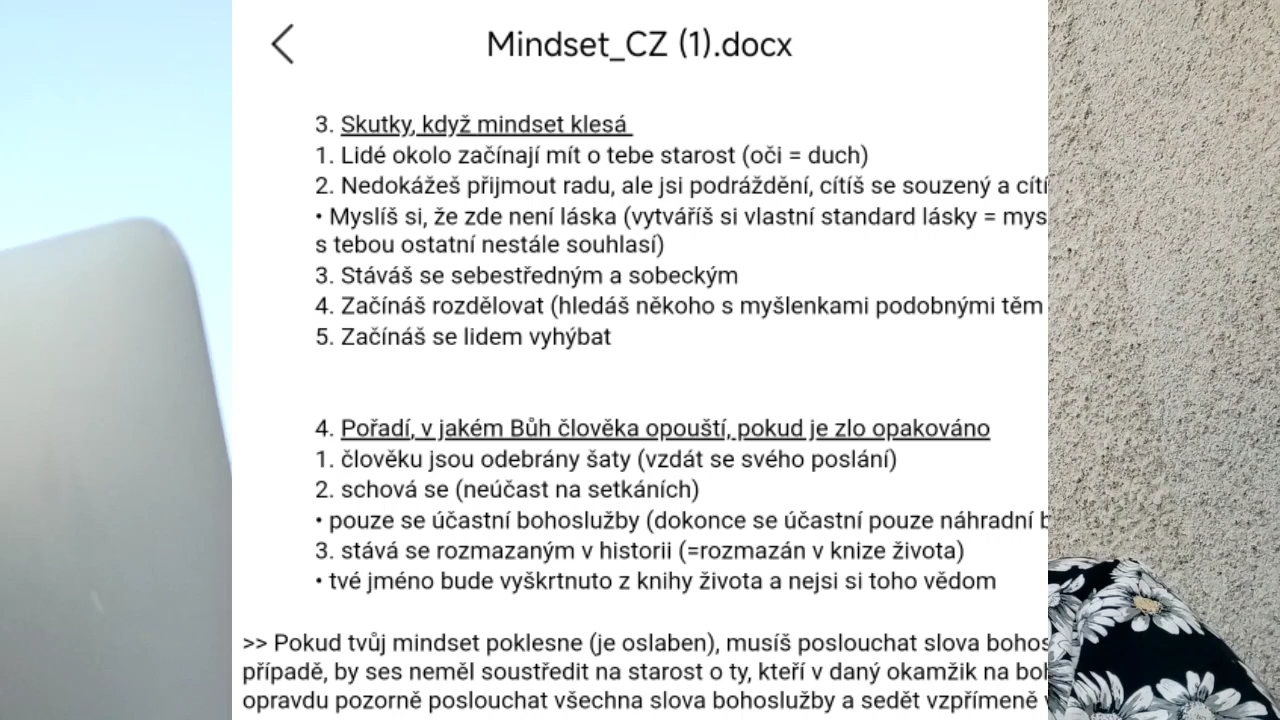 Mindset_CZ (1).docx
3. Skutky, když mindset klesá
1. Lidé okolo začínají mít o tebe starost (oči = duch)
2. Nedokážeš přijmout radu, ale jsi podráždění, cítíš se souzený a cítí
• Myslíš si, že zde není láska (vytváříš si vlastní standard lásky = mys
s tebou ostatní nestále souhlasí)
3. Stáváš se sebestředným a sobeckým
4. Začínáš rozdělovat (hledáš někoho s myšlenkami podobnými těm
5. Začínáš se lidem vyhýbat
4. Pořadí, v jakém Bůh člověka opouští, pokud je zlo opakováno
1. člověku jsou odebrány šaty (vzdát se svého poslání)
2. schová se (neúčast na setkáních)
• pouze se účastní bohoslužby (dokonce se účastní pouze náhradní
3. stává se rozmazaným v historii (=rozmazán v knize života)
• tvé jméno bude vyškrtnuto z knihy života a nejsi si toho vědom
>> Pokud tvůj mindset poklesne (je oslaben), musíš poslouchat slova bohos
případě, by ses neměl soustředit na starost o ty, kteří v daný okamžik na
opravdu pozorně poslouchat všechna slova bohoslužby a sedět vzpřímeně